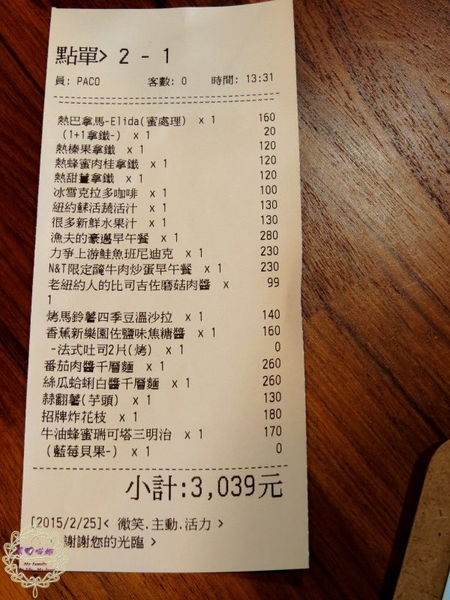 點單> 2 - 1
員: PACO 客數: 0 時間: 13:31
熱巴拿馬-Elida(蜜處理) x 1 160
(1+1拿鐵-) x 1 20
熱榛果拿鐵 x 1 120
熱蜂蜜肉桂拿鐵 x 1 120
熱甜薑拿鐵 x 1 120
冰雪克拉多咖啡 x 1 100
紐約蘇活蔬活汁 x 1 130
很多新鮮水果汁 x 1 130
漁夫的豪邁早午餐 x 1 280
力爭上游鮭魚班尼迪克 x 1 230
N&T限定醃牛肉炒蛋早午餐 x 1 230
老紐約人的比司吉佐磨菇肉醬 x 99
1
烤馬鈴薯四季豆溫沙拉 x 1 140
香蕉新樂園佐鹽味焦糖醬 x 1 160
-法式吐司2片(烤) x 1 0
番茄肉醬千層麵 x 1 260
絲瓜蛤蜊白醬千層麵 x 1 260
赫翻薯(芋頭) x 1 130
招牌炸花枝 x 1 180
牛油蜂蜜瑞可塔三明治 x 1 170
(藍莓貝果-) x 1 0
小計:3,039元
[2015/2/25]< 微笑.主動.活力 >
謝謝您的光臨 >
My Family